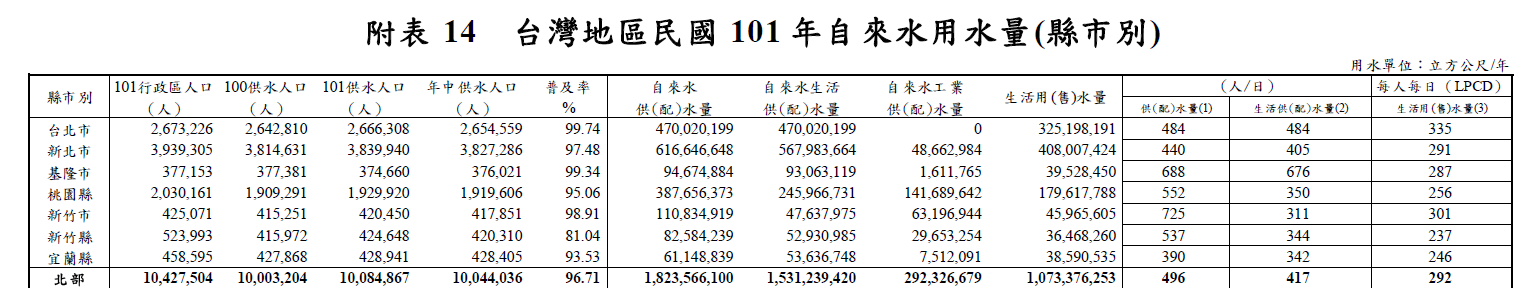 附表 14 台灣地區民國 101 年自來水用水量(縣市別)
用水單位：立方公尺/年
縣市別 101行政區人口（人） 100供水人口（人） 101供水人口（人） 年中供水人口（人） 普及率 % 自來水 供(配)水量 自來水生活 供(配)水量 自來水工業 供(配)水量 生活用(售)水量 （人/日） 每人每日（LPCD）
供(配)水量(1) 生活供(配)水量(2) 生活用(售)水量(3)
台北市 2,673,226 2,642,810 2,666,308 2,654,559 99.74 470,020,199 470,020,199 0 325,198,191 484 484 335
新北市 3,939,305 3,814,631 3,839,940 3,827,286 97.48 616,646,648 567,983,664 48,662,984 408,007,424 440 405 291
基隆市 377,153 377,381 374,660 376,021 99.34 94,674,884 93,063,119 1,611,765 39,528,450 688 676 287
桃園縣 2,030,161 1,909,291 1,929,920 1,919,606 95.06 387,656,373 245,966,731 141,689,642 179,617,788 552 350 256
新竹市 425,071 415,251 420,450 417,851 98.91 110,834,919 47,637,975 63,196,944 45,965,605 725 311 301
新竹縣 523,993 415,972 424,648 420,310 81.04 82,584,239 52,930,985 29,653,254 36,468,260 537 344 237
宜蘭縣 458,595 427,868 428,941 428,405 93.53 61,148,839 53,636,748 7,512,091 38,590,535 390 342 246
北部 10,427,504 10,003,204 10,084,867 10,044,036 96.71 1,823,566,100 1,531,239,420 292,326,679 1,073,376,253 496 417 292